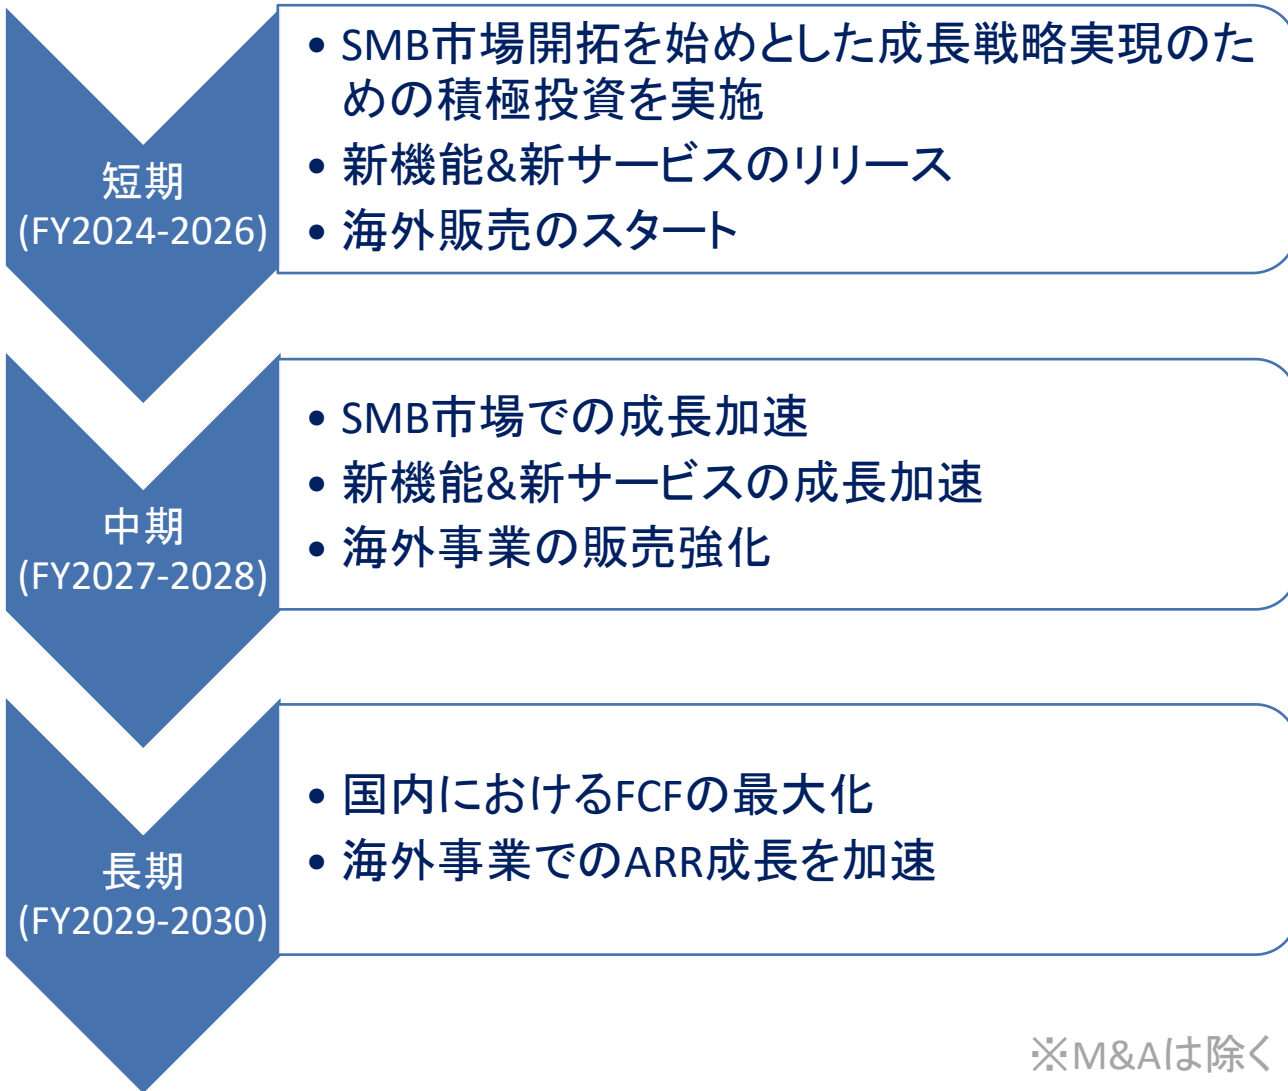 短期
(FY2024-2026)
• SMB市場開拓を始めとした成長戦略実現のた
めの積極投資を実施
• 新機能&新サービスのリリース
• 海外販売のスタート
中期
(FY2027-2028)
• SMB市場での成長加速
• 新機能&新サービスの成長加速
• 海外事業の販売強化
長期
(FY2029-2030)
• 国内におけるFCFの最大化
• 海外事業でのARR成長を加速
※M&Aは除く